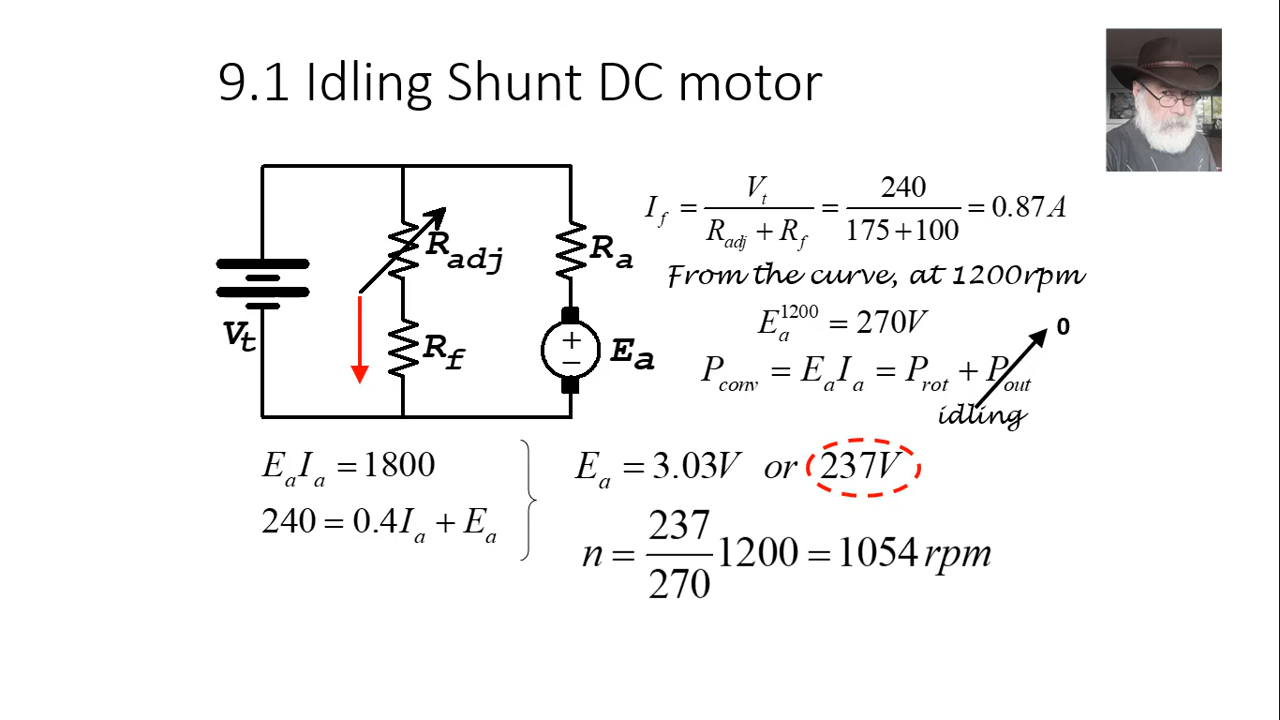 9.1 Idling Shunt DC motor
V_t
R_adj
R_f
R_a
+
−
E_a
I_f = V_t / (R_adj + R_f) = 240 / (175+100) = 0.87A
From the curve, at 1200rpm
E_a^1200 = 270V
P_conv = E_a I_a = P_rot + P_out
0
idling
E_a I_a = 1800
240 = 0.4I_a + E_a
E_a = 3.03V or 237V
n = 237/270 1200 = 1054 rpm